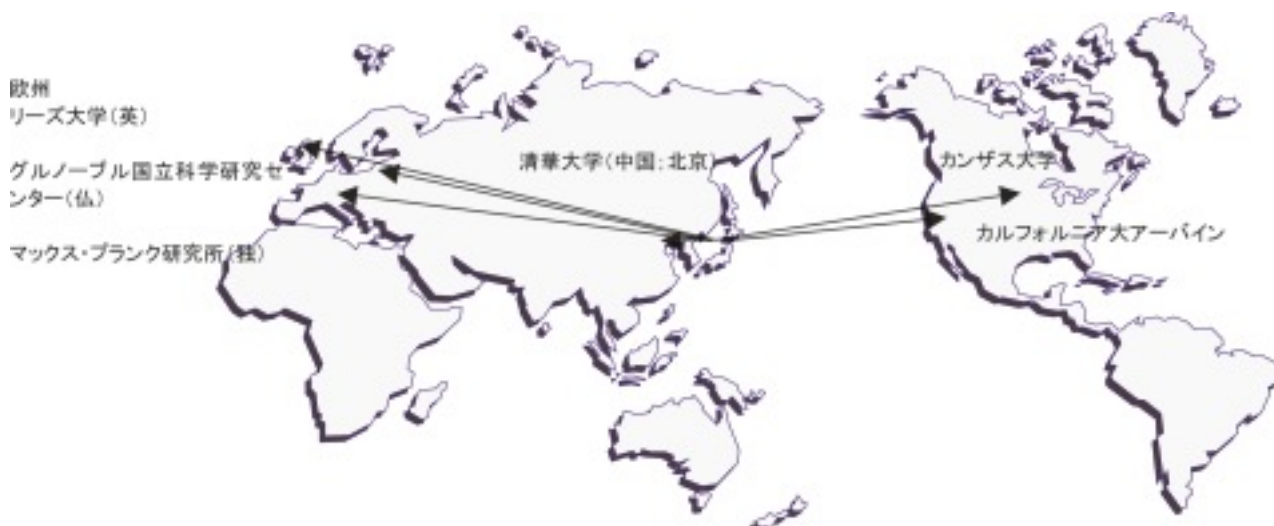 欧州
リーズ大学(英)
グルノーブル国立科学研究セ
ンター(仏)
マックス・プランク研究所(独)
清華大学(中国:北京)
カンザス大学
カルフォルニア大アーバイン